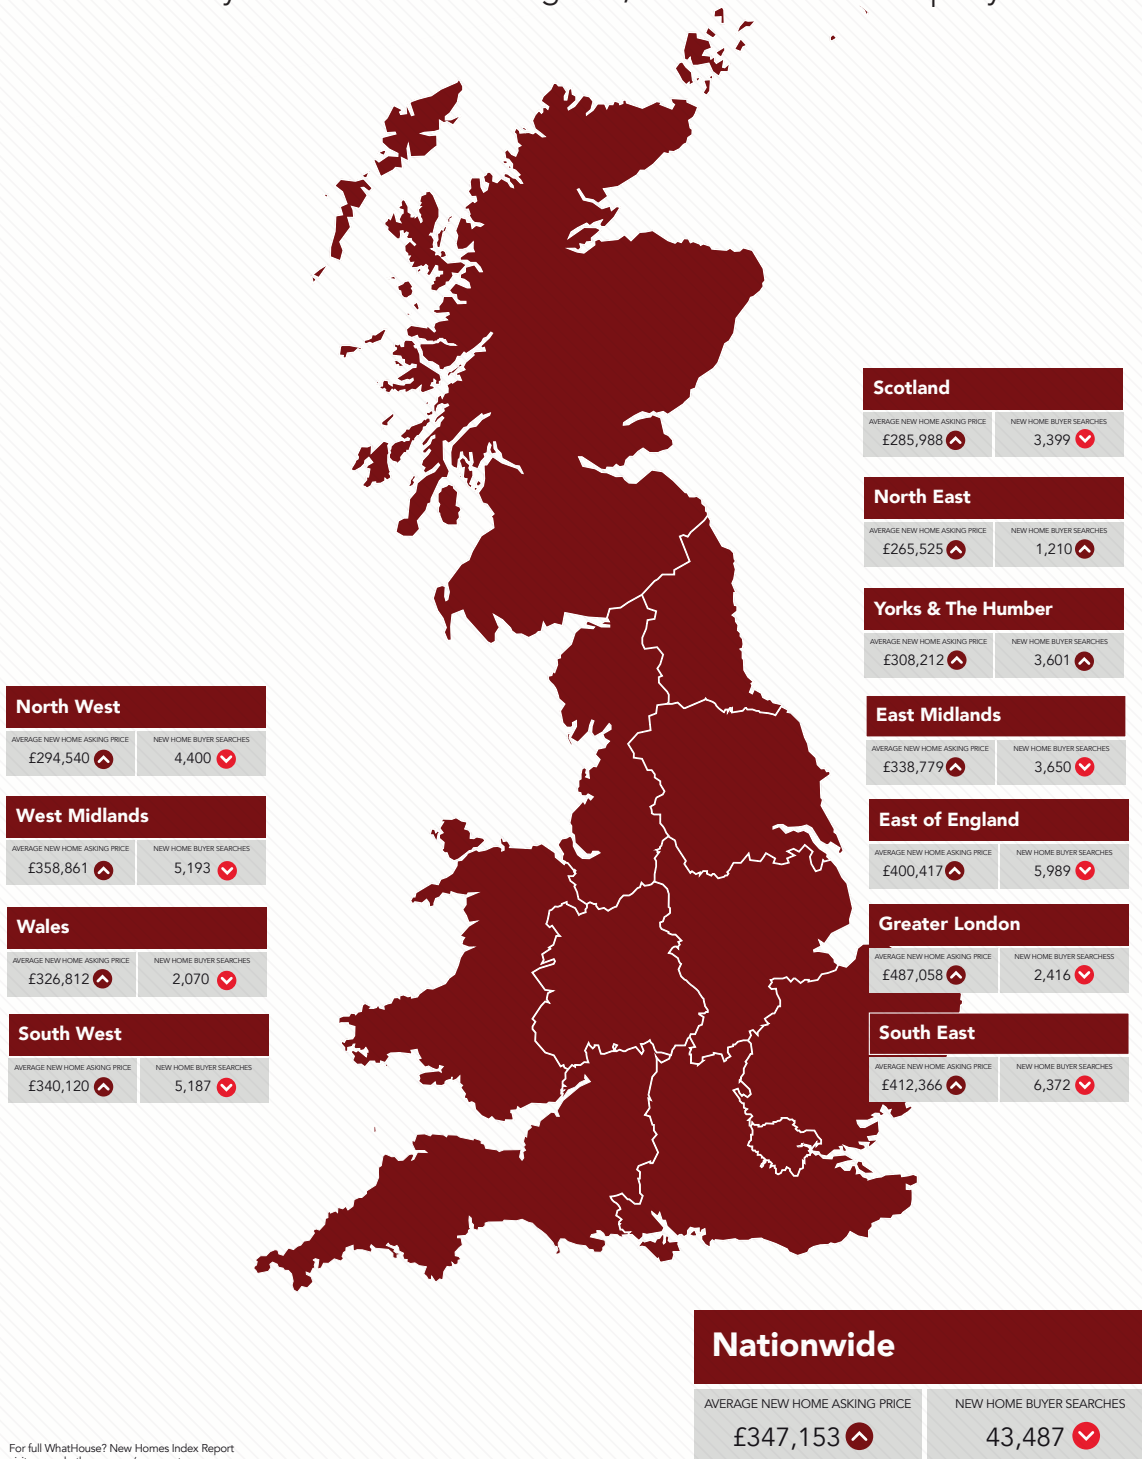 Scotland
AVERAGE NEW HOME ASKING PRICE NEW HOME BUYER SEARCHES
£285,988 3,399
North East
AVERAGE NEW HOME ASKING PRICE NEW HOME BUYER SEARCHES
£265,525 1,210
Yorks & The Humber
AVERAGE NEW HOME ASKING PRICE NEW HOME BUYER SEARCHES
£308,212 3,601
North West
AVERAGE NEW HOME ASKING PRICE NEW HOME BUYER SEARCHES
£294,540 4,400
East Midlands
AVERAGE NEW HOME ASKING PRICE NEW HOME BUYER SEARCHES
£338,779 3,650
West Midlands
AVERAGE NEW HOME ASKING PRICE NEW HOME BUYER SEARCHES
£358,861 5,193
East of England
AVERAGE NEW HOME ASKING PRICE NEW HOME BUYER SEARCHES
£400,417 5,989
Wales
AVERAGE NEW HOME ASKING PRICE NEW HOME BUYER SEARCHES
£326,812 2,070
Greater London
AVERAGE NEW HOME ASKING PRICE NEW HOME BUYER SEARCHESS
£487,058 2,416
South West
AVERAGE NEW HOME ASKING PRICE NEW HOME BUYER SEARCHES
£340,120 5,187
South East
AVERAGE NEW HOME ASKING PRICE NEW HOME BUYER SEARCHES
£412,366 6,372
Nationwide
AVERAGE NEW HOME ASKING PRICE NEW HOME BUYER SEARCHES
£347,153 43,487
For full WhatHouse? New Homes Index Report